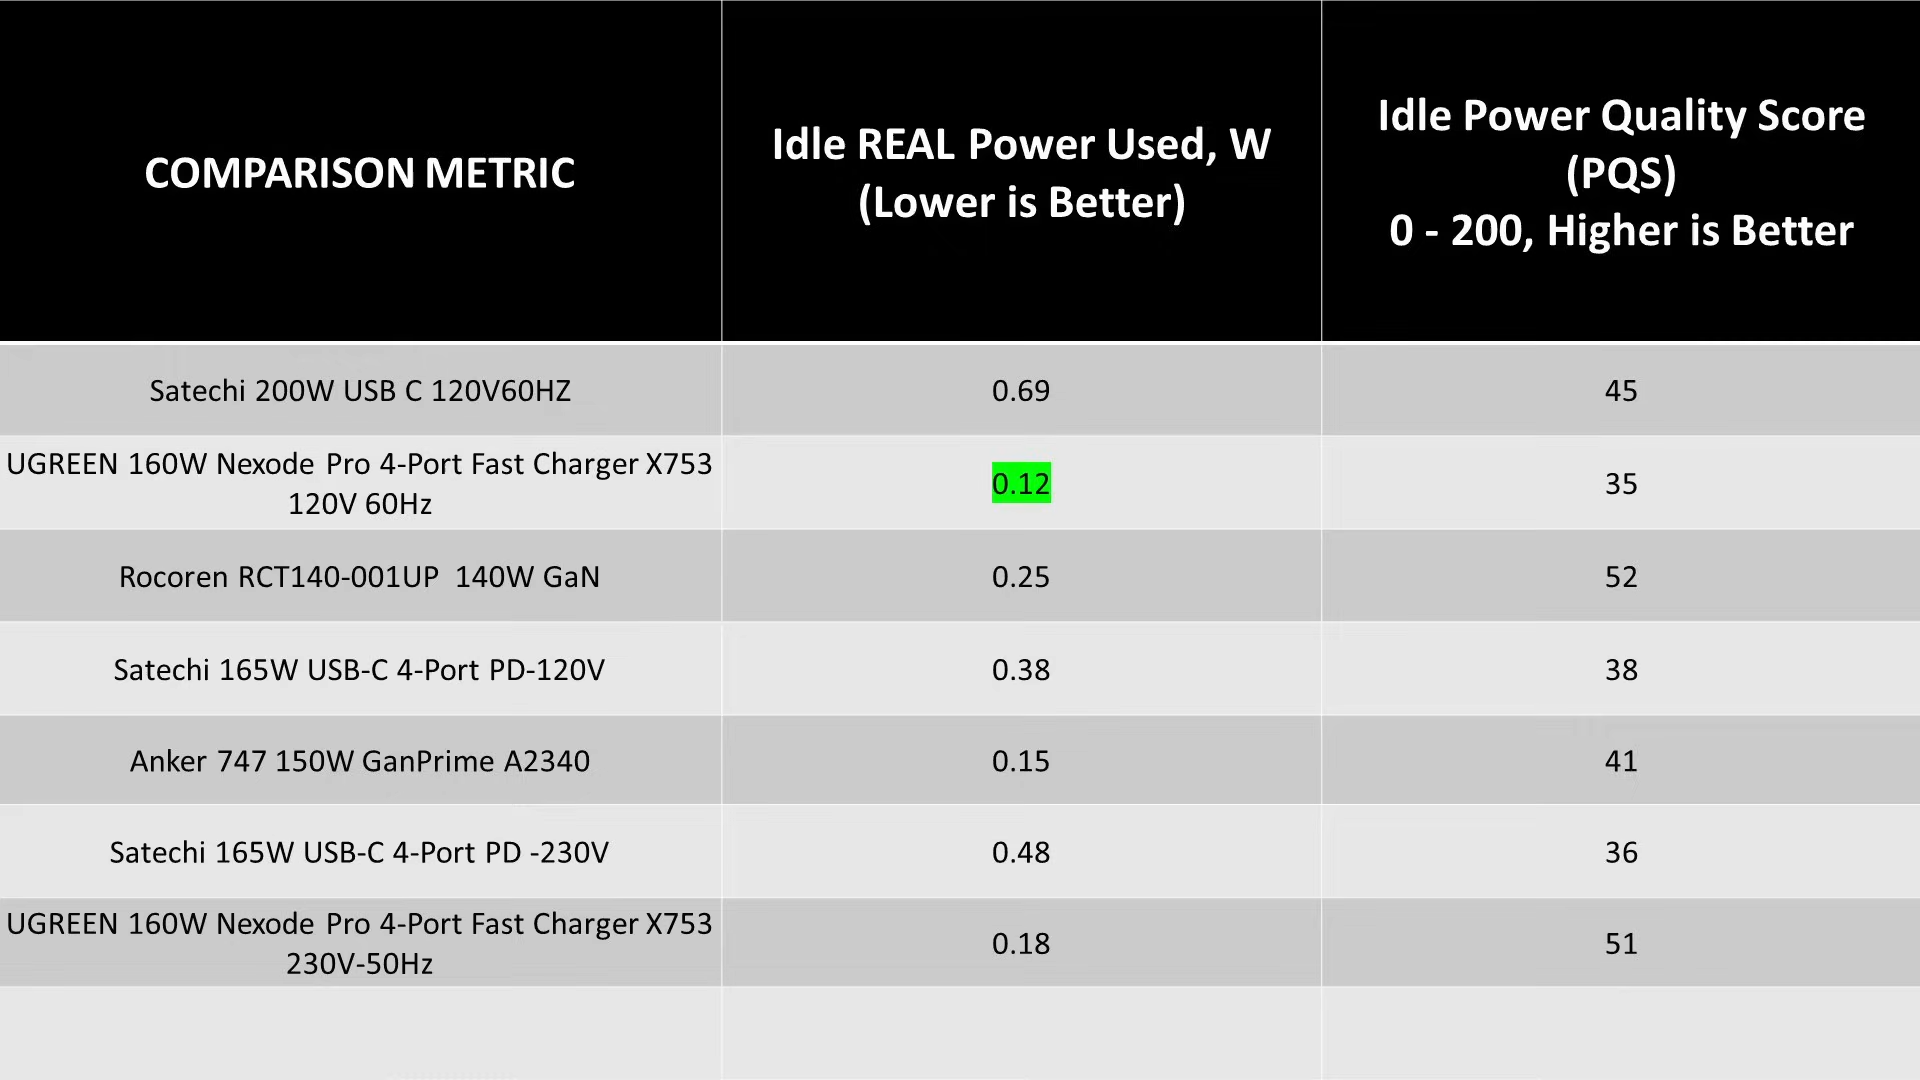 COMPARISON METRIC
Idle REAL Power Used, W
(Lower is Better)
Idle Power Quality Score
(PQS)
0 - 200, Higher is Better
Satechi 200W USB C 120V60HZ
0.69
45
UGREEN 160W Nexode Pro 4-Port Fast Charger X753
120V 60Hz
0.12
35
Rocoren RCT140-001UP  140W GaN
0.25
52
Satechi 165W USB-C 4-Port PD-120V
0.38
38
Anker 747 150W GanPrime A2340
0.15
41
Satechi 165W USB-C 4-Port PD -230V
0.48
36
UGREEN 160W Nexode Pro 4-Port Fast Charger X753
230V-50Hz
0.18
51